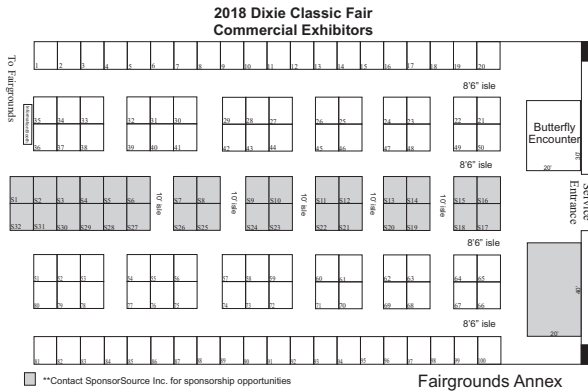 2018 Dixie Classic Fair
Commercial Exhibitors
To Fairgrounds
1 2 3 4 5 6 7 8 9 10 11 12 13 14 15 16 17 18 19 20
8'6" isle
35 34 33 32 31 30 29 28 27 26 25 24 23 22 21
36 37 38 39 40 41 42 43 44 45 46 47 48 49 50
Butterfly
Encounter
20'
20'
8'6" isle
S1 S2 S3 S4 S5 S6 S7 S8 S9 S10 S11 S12 S13 S14 S15 S16
10' isle 10' isle 10' isle 10' isle 10' isle
S32 S31 S30 S29 S28 S27 S26 S25 S24 S23 S22 S21 S20 S19 S18 S17
Service
Entrance
8'6" isle
51 52 53 54 55 56 57 58 59 60 61 62 63 64 65
80 79 78 77 76 75 74 73 72 71 70 69 68 67 66
40'
20'
8'6" isle
81 82 83 84 85 86 87 88 89 90 91 92 93 94 95 96 97 98 99 100
**Contact SponsorSource Inc. for sponsorship opportunities
Fairgrounds Annex